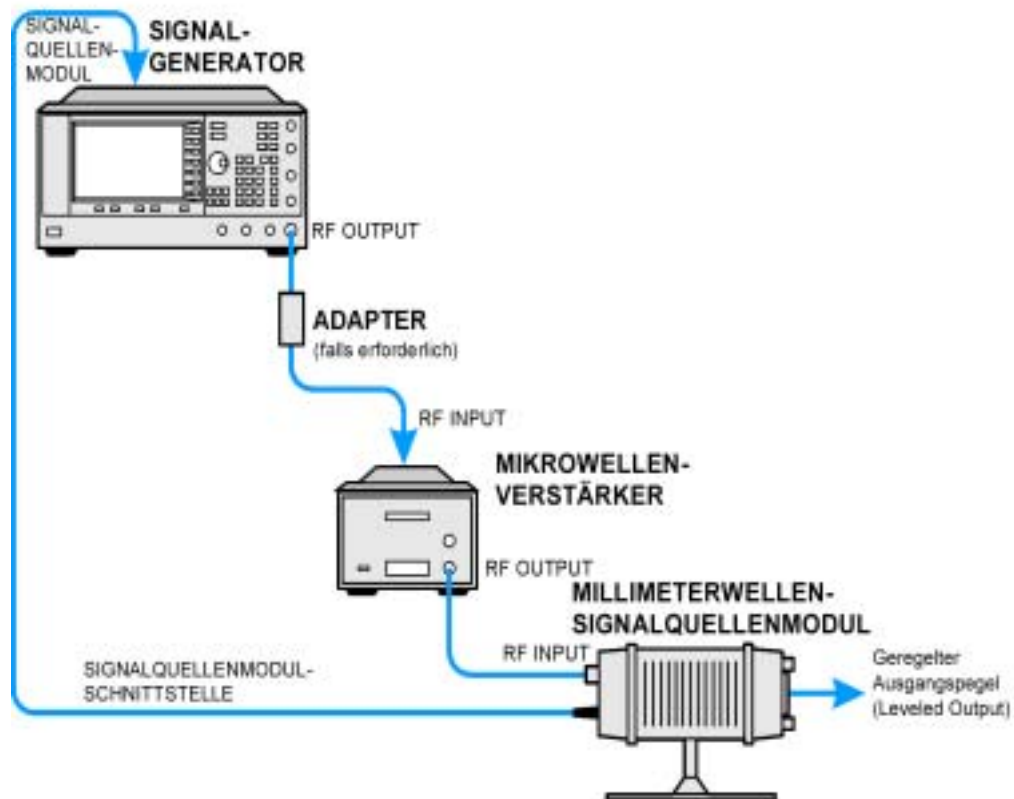 SIGNAL-
QUELLEN-
MODUL
SIGNAL-
GENERATOR
RF OUTPUT
ADAPTER
(falls erforderlich)
RF INPUT
MIKROWELLEN-
VERSTÄRKER
RF OUTPUT
MILLIMETERWELLEN-
SIGNALQUELLENMODUL
RF INPUT
SIGNALQUELLENMODUL-
SCHNITTSTELLE
Geregelter
Ausgangspegel
(Leveled Output)